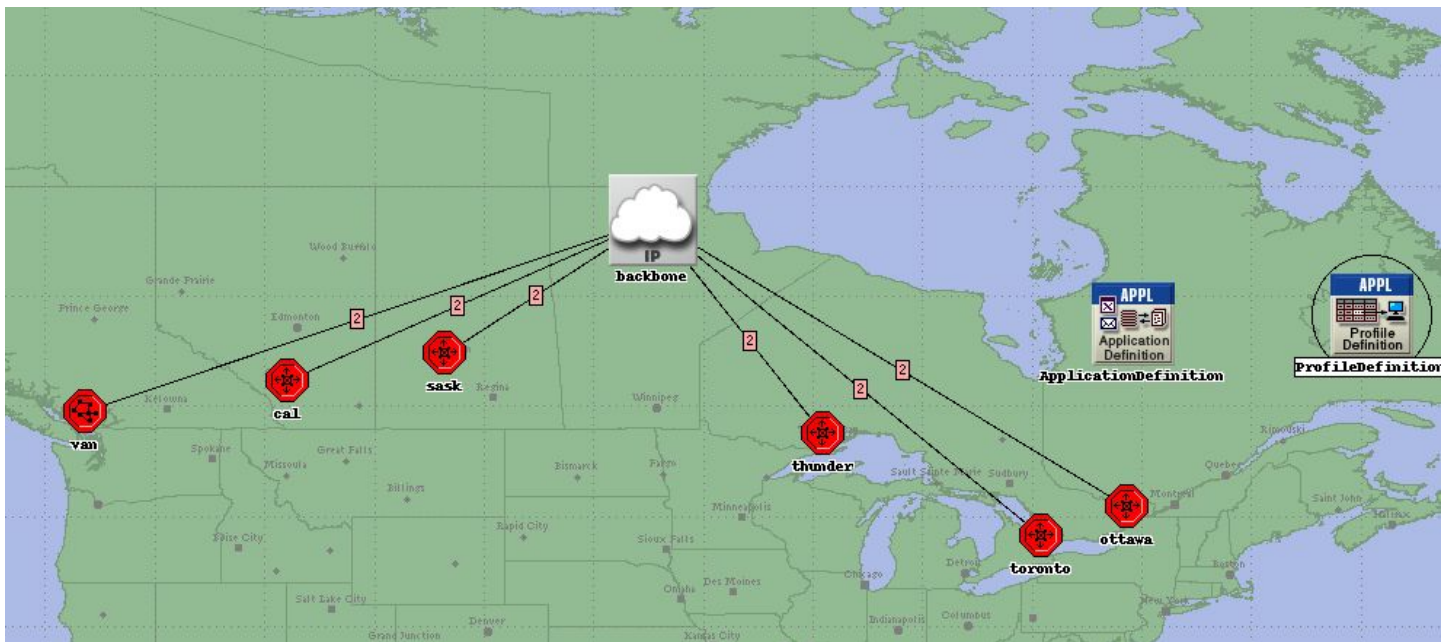 IP
backbone
Wood Buffalo
Grande Prairie
Prince George
Edmonton
2
2
2
sask
Regina
cal
Kelowna
van
Winnipeg
2
2
2
APPL
Application
Definition
ApplicationDefinition
APPL
Profile
Definition
ProfileDefinition
thunder
Spokane
Great Falls
Missoula
Billings
Bismarck
Fargo
Sault Sainte Marie
Sudbury
Rimouski
Quebec
Montreal
ottawa
Saint John
Halifax
Minneapolis
Rapid City
Boise City
Sioux Falls
toronto
Detroit
Boston
Chicago
Des Moines
Omaha
Salt Lake City
New York
Denver
Grand Junction
Kansas City
Indianapolis
Columbus